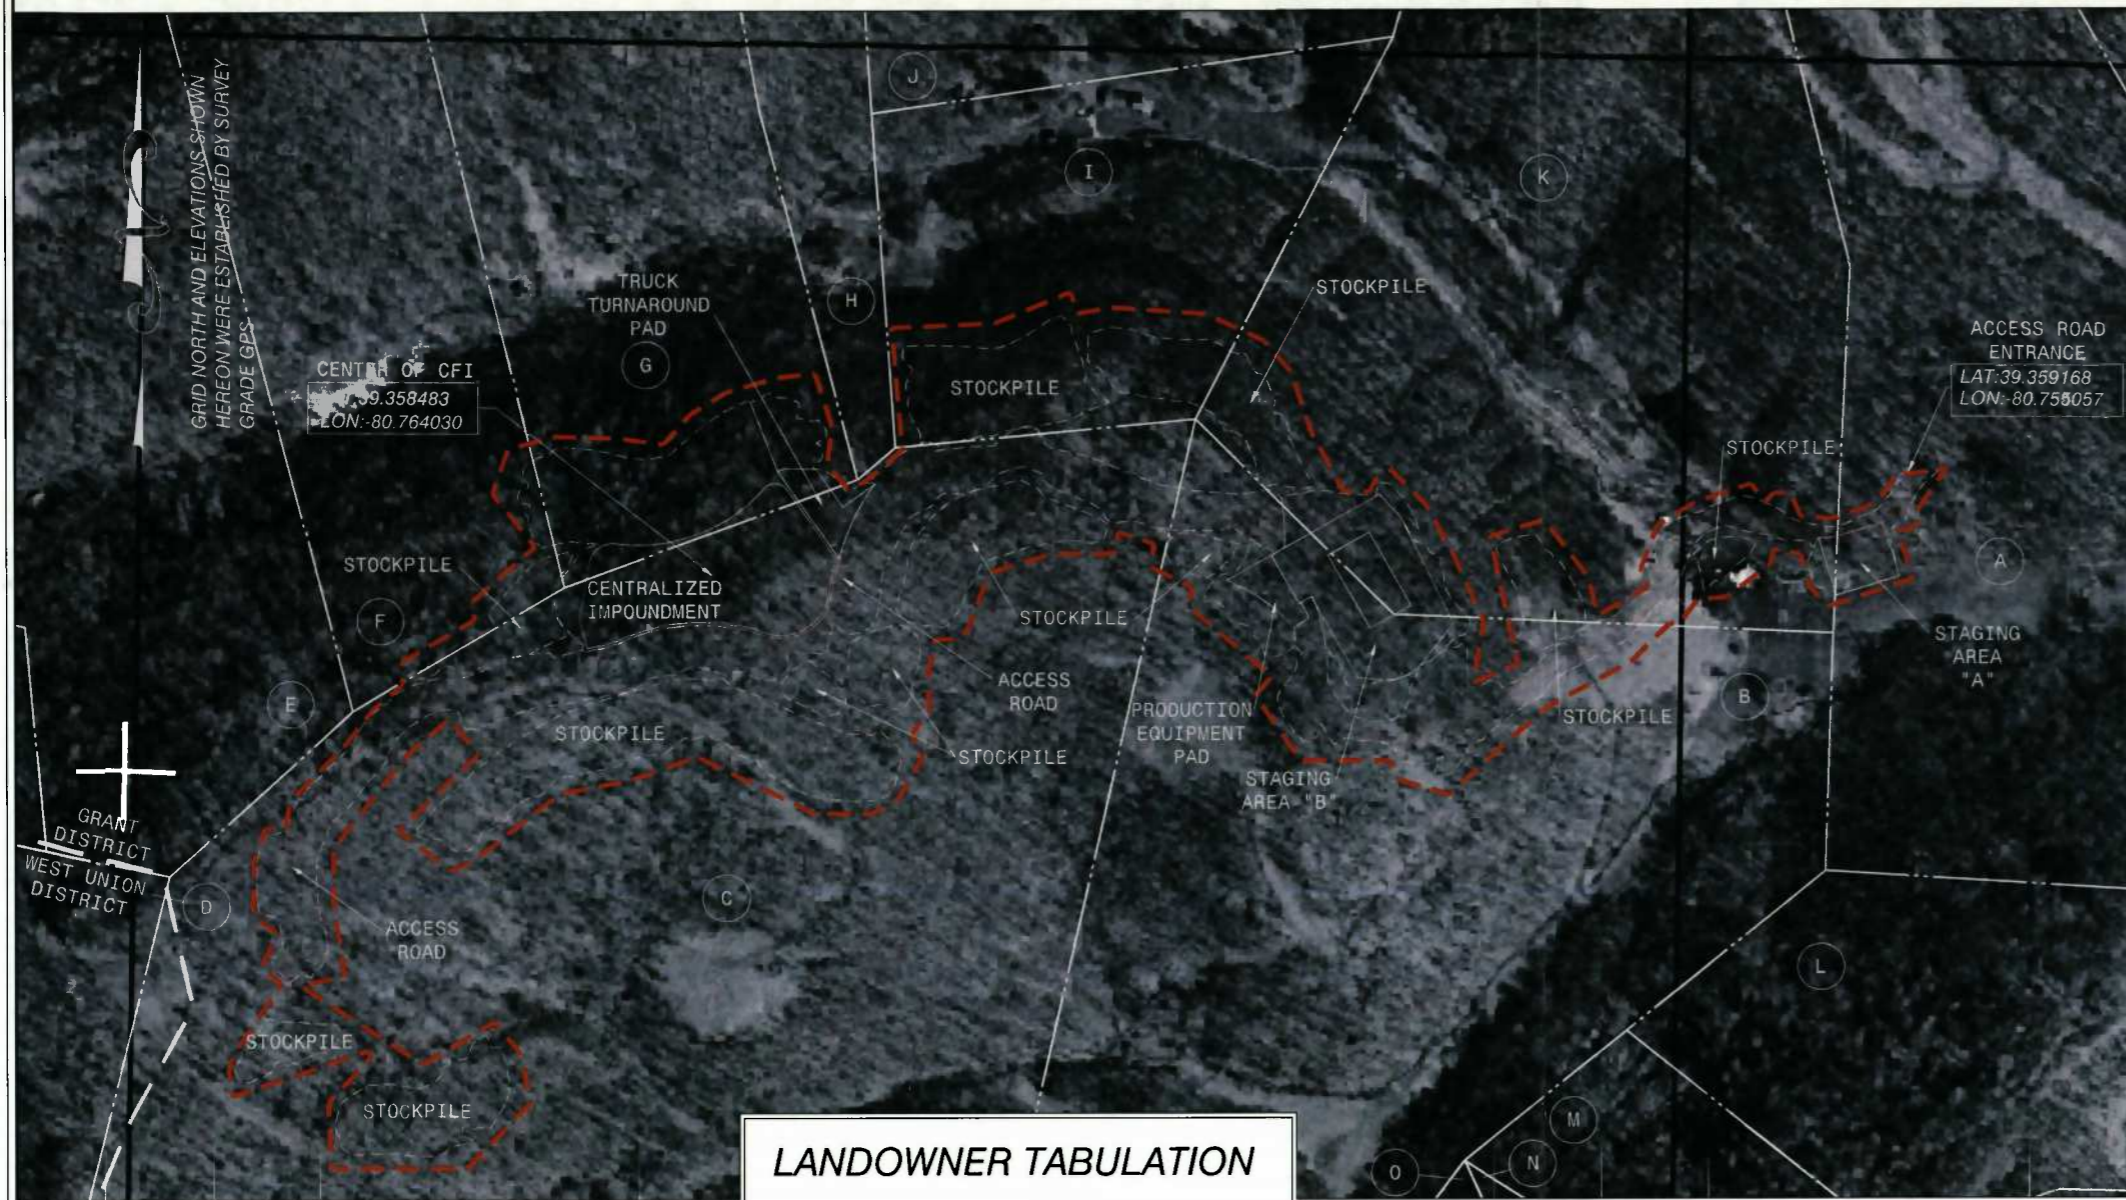 J
GRID NORTH AND ELEVATIONS SHOWN
HEREON WERE ESTABLISHED BY SURVEY
GRADE GPS
I
K
TRUCK
TURNAROUND
PAD
H
STOCKPILE
G
ACCESS ROAD
ENTRANCE
LAT:39.359168
LON:-80.755057
CENTER OF CFI
39.358483
LON:-80.764030
STOCKPILE
STOCKPILE
STOCKPILE
A
CENTRALIZED
IMPOUNDMENT
F
STOCKPILE
STAGING
AREA
"A"
E
ACCESS
ROAD
B
PRODUCTION
EQUIPMENT
PAD
STOCKPILE
STOCKPILE
STOCKPILE
STAGING
AREA "B"
GRANT
DISTRICT
WEST UNION
DISTRICT
D
C
ACCESS
ROAD
L
STOCKPILE
STOCKPILE
M
N
O
LANDOWNER TABULATION